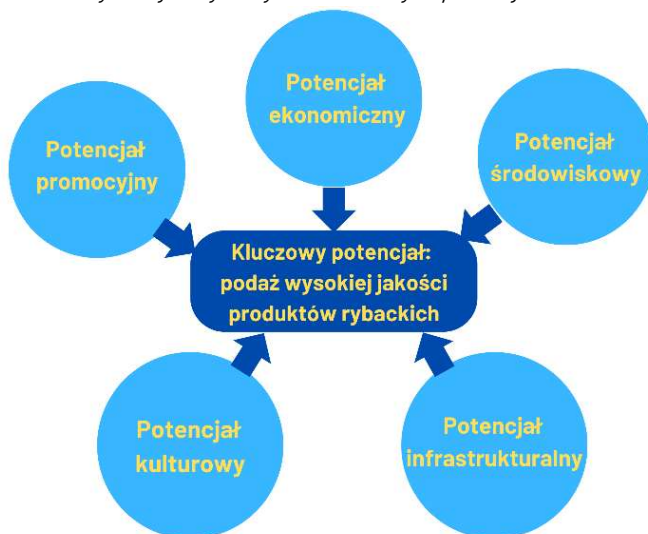 Potencjał
ekonomiczny
Potencjał
promocyjny
Potencjał
środowiskowy
Kluczowy potencjał:
podaż wysokiej jakości
produktów rybackich
Potencjał
kulturowy
Potencjał
infrastrukturalny